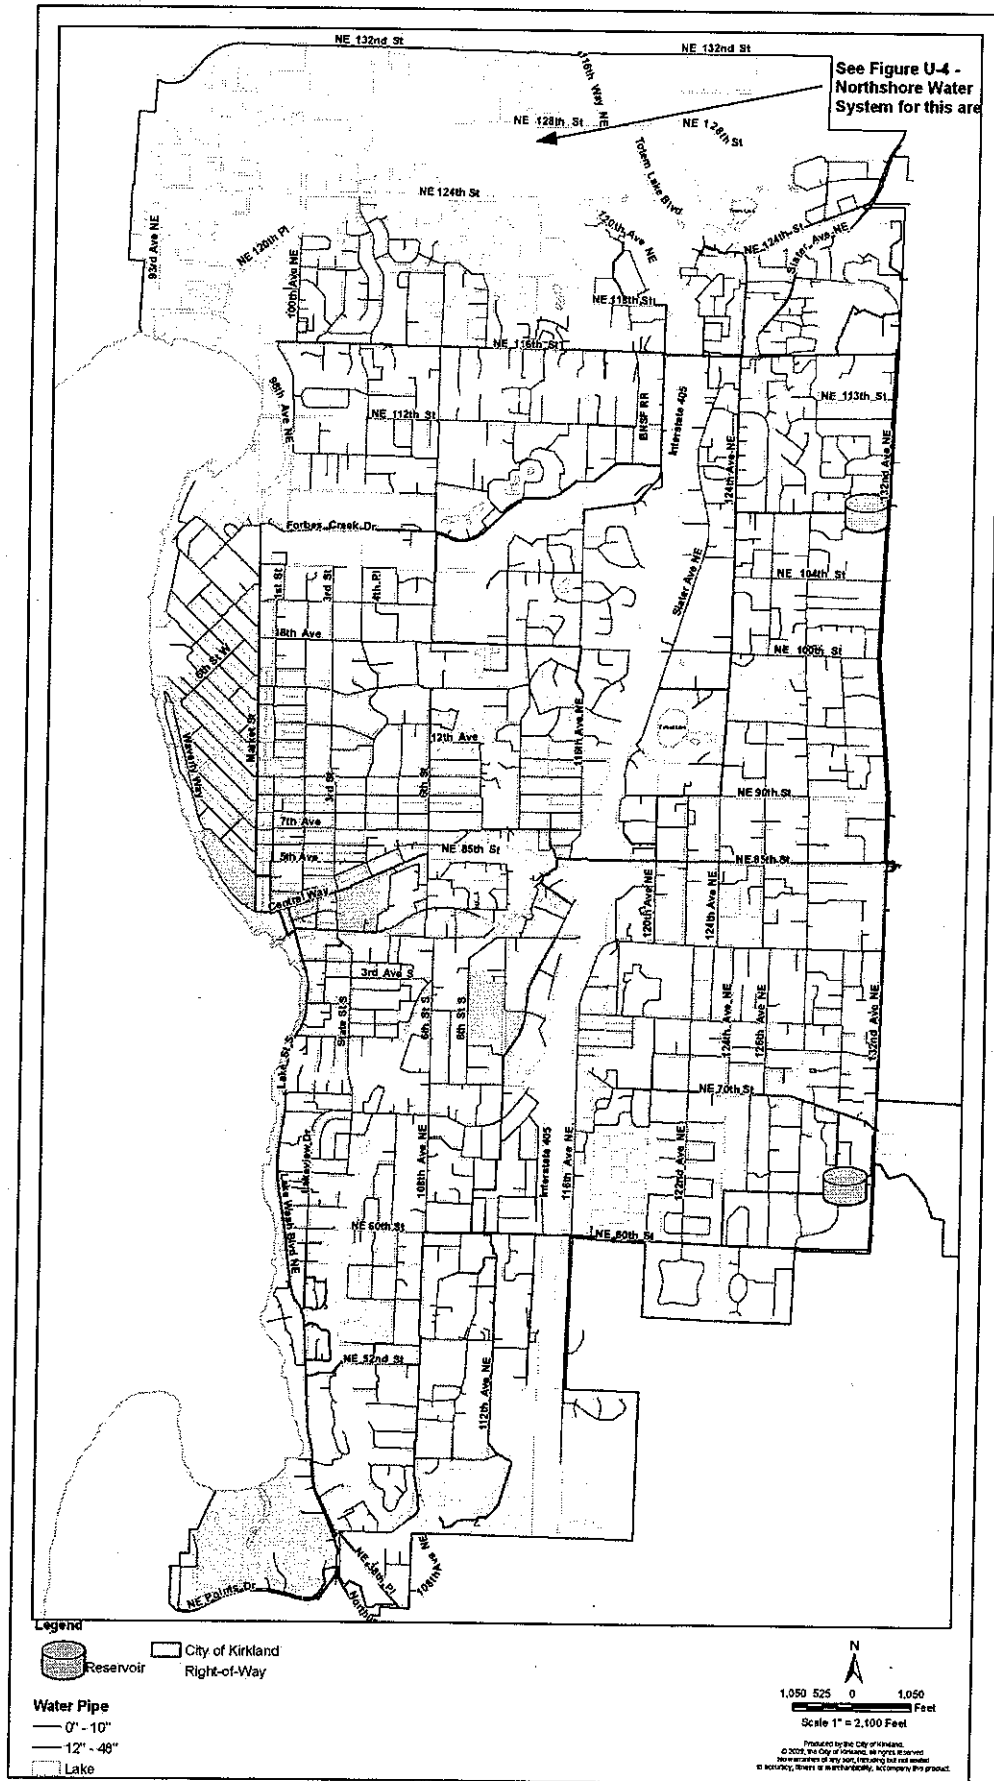 NE 132nd St
NE 132nd St
116th Way NE
See Figure U-4 -
Northshore Water
System for this are
NE 128th St
NE 128th St
Totem Lake Blvd
NE 124th St
93rd Ave NE
NE 120th Pl
120th Ave NE
NE 124th St
Slater Ave NE
100th Ave NE
NE 118th St
NE 116th St
98th Ave NE
NE 112th St
BNSF RR
Interstate 405
NE 113th St
124th Ave NE
132nd Ave NE
Forbes Creek Dr
1st St
3rd St
4th Pl
Slater Ave NE
NE 104th St
18th Ave
6th St W
NE 100th St
Market St
Waverly Way
12th Ave
116th Ave NE
3rd St
6th St
NE 90th St
7th Ave
5th Ave
NE 85th St
NE 85th St
Central Way
120th Ave NE
124th Ave NE
3rd Ave S
State St S
6th St S
8th St S
124th Ave NE
126th Ave NE
132nd Ave NE
Lake St S
NE 70th St
Lakeview Dr
108th Ave NE
Interstate 405
116th Ave NE
122nd Ave NE
Lake Wash Blvd NE
NE 60th St
NE 60th St
NE 52nd St
112th Ave NE
NE 38th Pl
108th Ave NE
NE Points Dr
Legend
Reservoir
City of Kirkland
Right-of-Way
Water Pipe
0" - 10"
12" - 48"
Lake
N
1,050 525 0 1,050
Feet
Scale 1" = 2,100 Feet
Produced by the City of Kirkland.